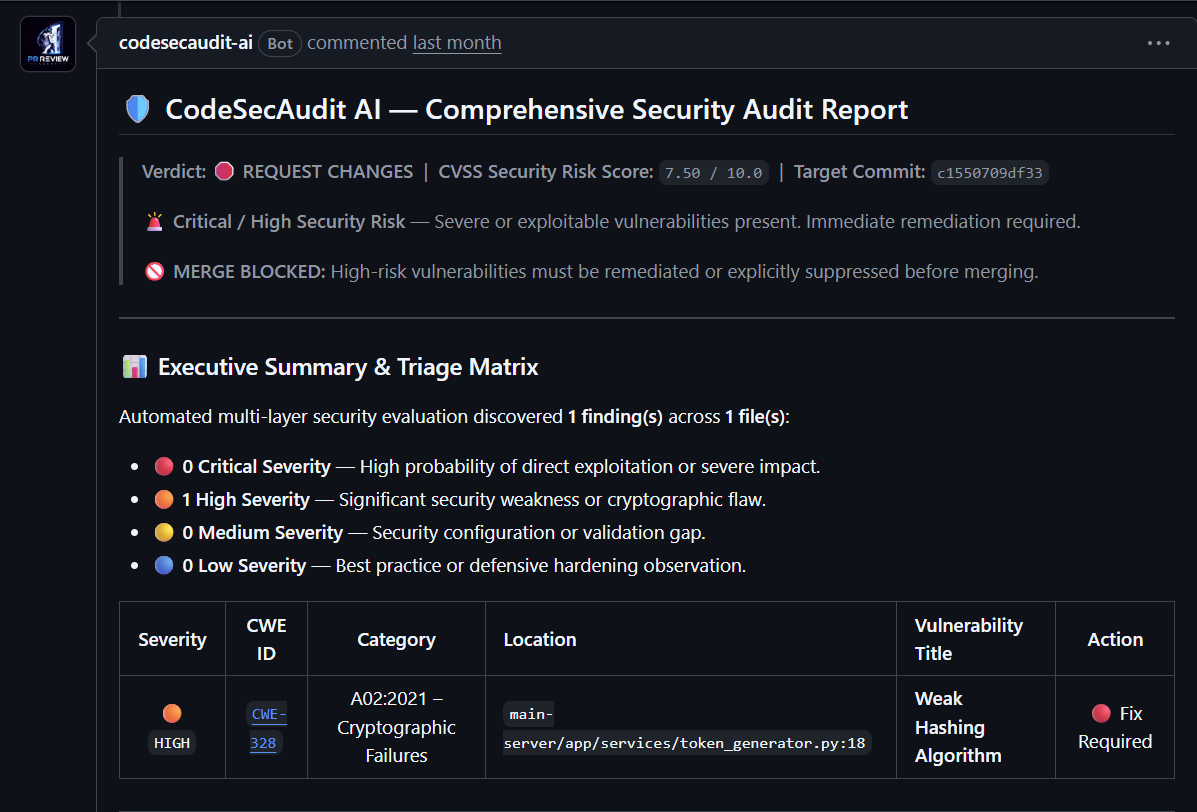 PR REVIEW
codesecaudit-ai Bot commented last month
CodeSecAudit AI — Comprehensive Security Audit Report
Verdict: REQUEST CHANGES | CVSS Security Risk Score: 7.50 / 10.0 | Target Commit: c1550709df33
Critical / High Security Risk — Severe or exploitable vulnerabilities present. Immediate remediation required.
MERGE BLOCKED: High-risk vulnerabilities must be remediated or explicitly suppressed before merging.
Executive Summary & Triage Matrix
Automated multi-layer security evaluation discovered 1 finding(s) across 1 file(s):
• 0 Critical Severity — High probability of direct exploitation or severe impact.
• 1 High Severity — Significant security weakness or cryptographic flaw.
• 0 Medium Severity — Security configuration or validation gap.
• 0 Low Severity — Best practice or defensive hardening observation.
Severity
CWE
ID
Category
Location
Vulnerability
Title
Action
HIGH
CWE-
328
A02:2021 –
Cryptographic
Failures
main-
server/app/services/token_generator.py:18
Weak
Hashing
Algorithm
Fix
Required